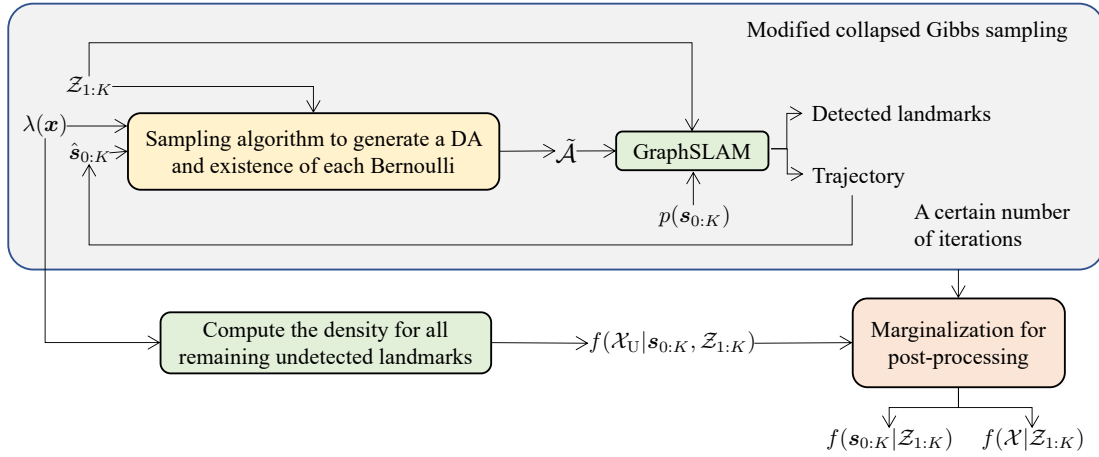 Modified collapsed Gibbs sampling
𝒵₁:K
λ(𝒙)
ŝ₀:K
Sampling algorithm to generate a DA
and existence of each Bernoulli
𝒜̃
GraphSLAM
p(𝒔₀:K)
Detected landmarks
Trajectory
A certain number
of iterations
Compute the density for all
remaining undetected landmarks
f(𝒳_U|𝒔₀:K, 𝒵₁:K)
Marginalization for
post-processing
f(𝒔₀:K|𝒵₁:K)
f(𝒳|𝒵₁:K)